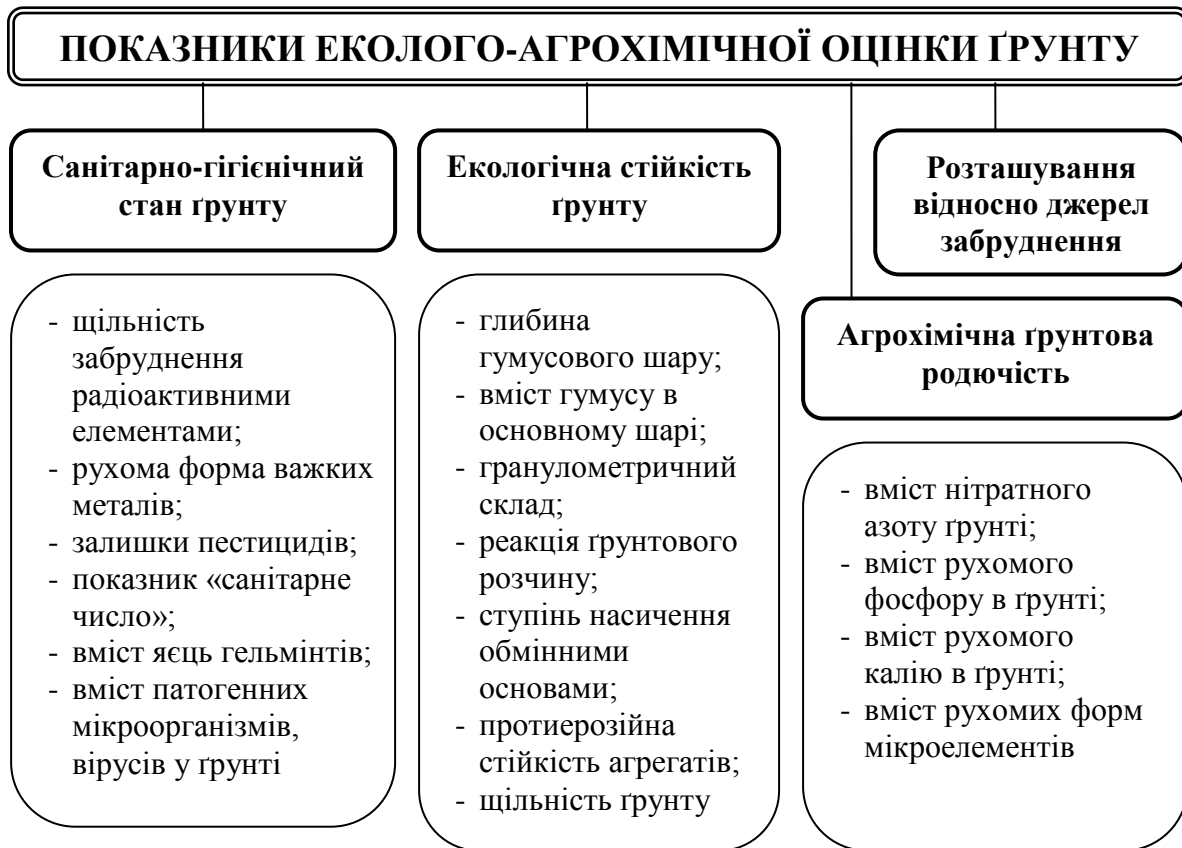 ПОКАЗНИКИ ЕКОЛОГО-АГРОХІМІЧНОЇ ОЦІНКИ ҐРУНТУ
Санітарно-гігієнічний
стан ґрунту
- щільність
забруднення
радіоактивними
елементами;
- рухома форма важких
металів;
- залишки пестицидів;
- показник «санітарне
число»;
- вміст яєць гельмінтів;
- вміст патогенних
мікроорганізмів,
вірусів у ґрунті
Екологічна стійкість
ґрунту
- глибина
гумусового шару;
- вміст гумусу в
основному шарі;
- гранулометричний
склад;
- реакція ґрунтового
розчину;
- ступінь насичення
обмінними
основами;
- протиерозійна
стійкість агрегатів;
- щільність ґрунту
Розташування
відносно джерел
забруднення
Агрохімічна ґрунтова
родючість
- вміст нітратного
азоту ґрунті;
- вміст рухомого
фосфору в ґрунті;
- вміст рухомого
калію в ґрунті;
- вміст рухомих форм
мікроелементів